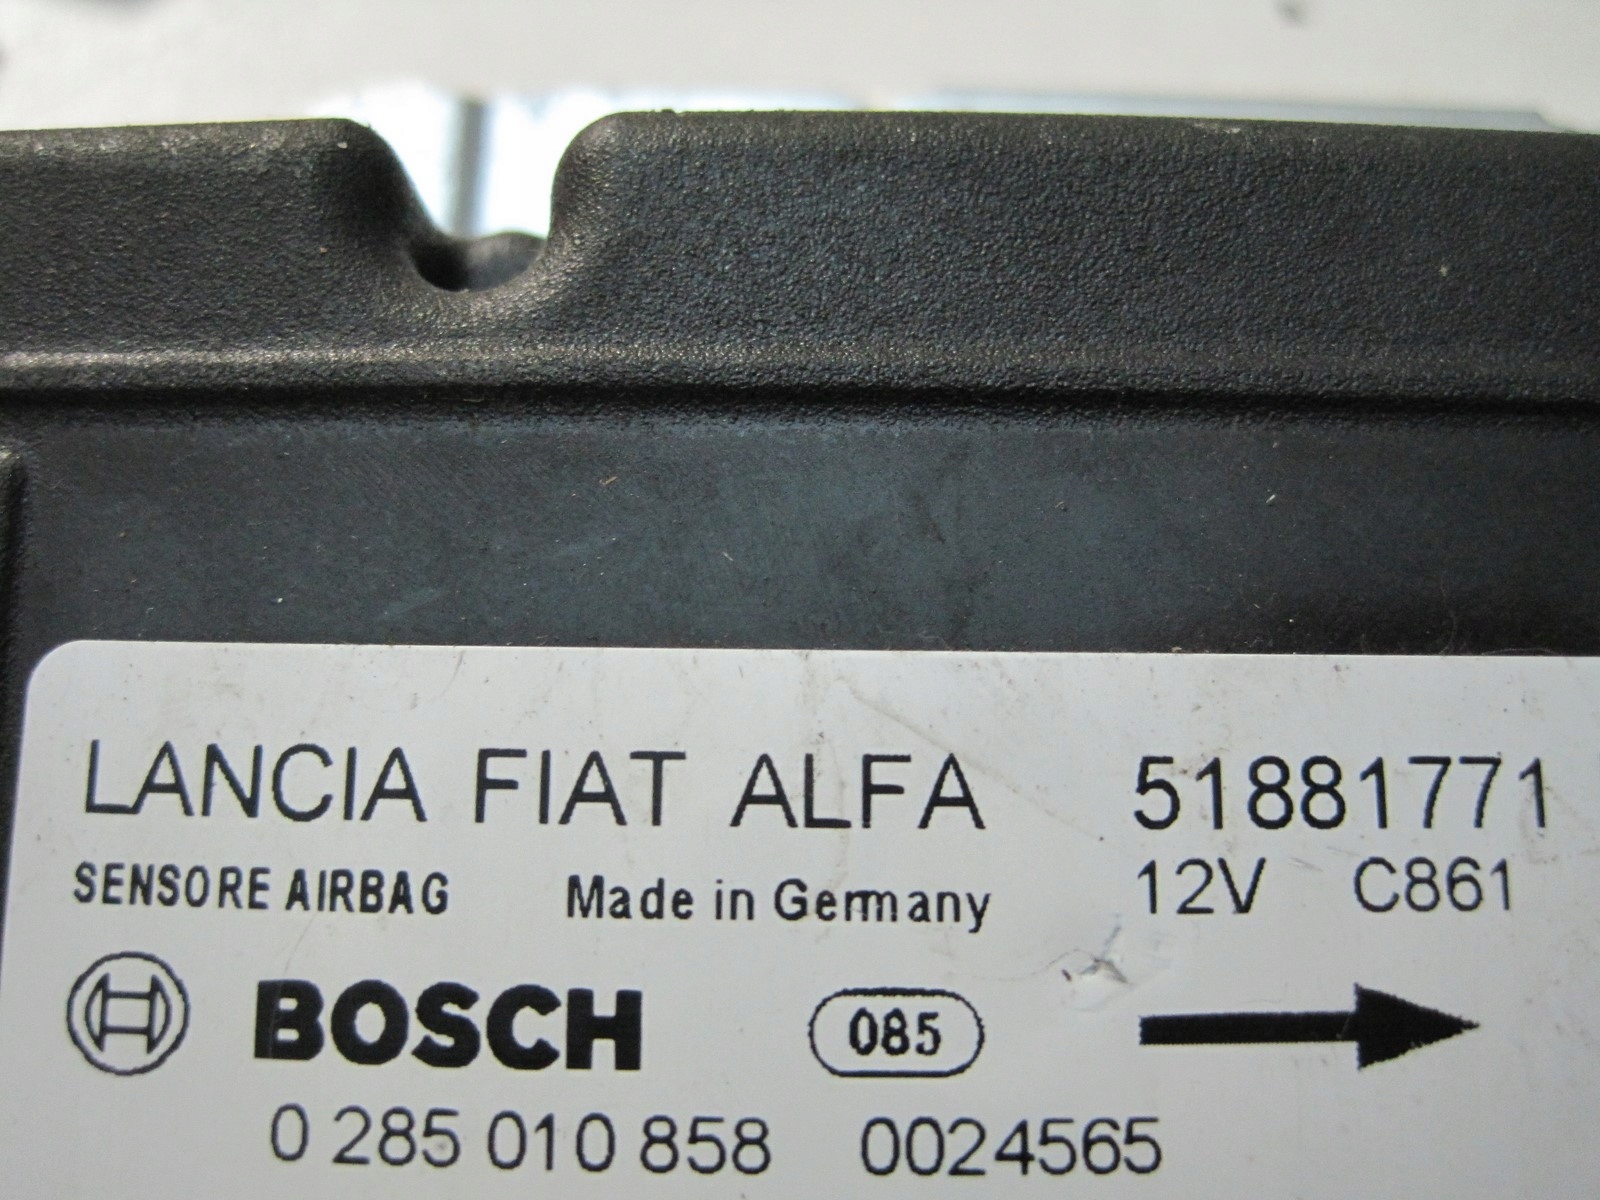 LANCIA FIAT ALFA 51881771
SENSORE AIRBAG Made in Germany 12V C861
BOSCH 085
0 285 010 858 0024565